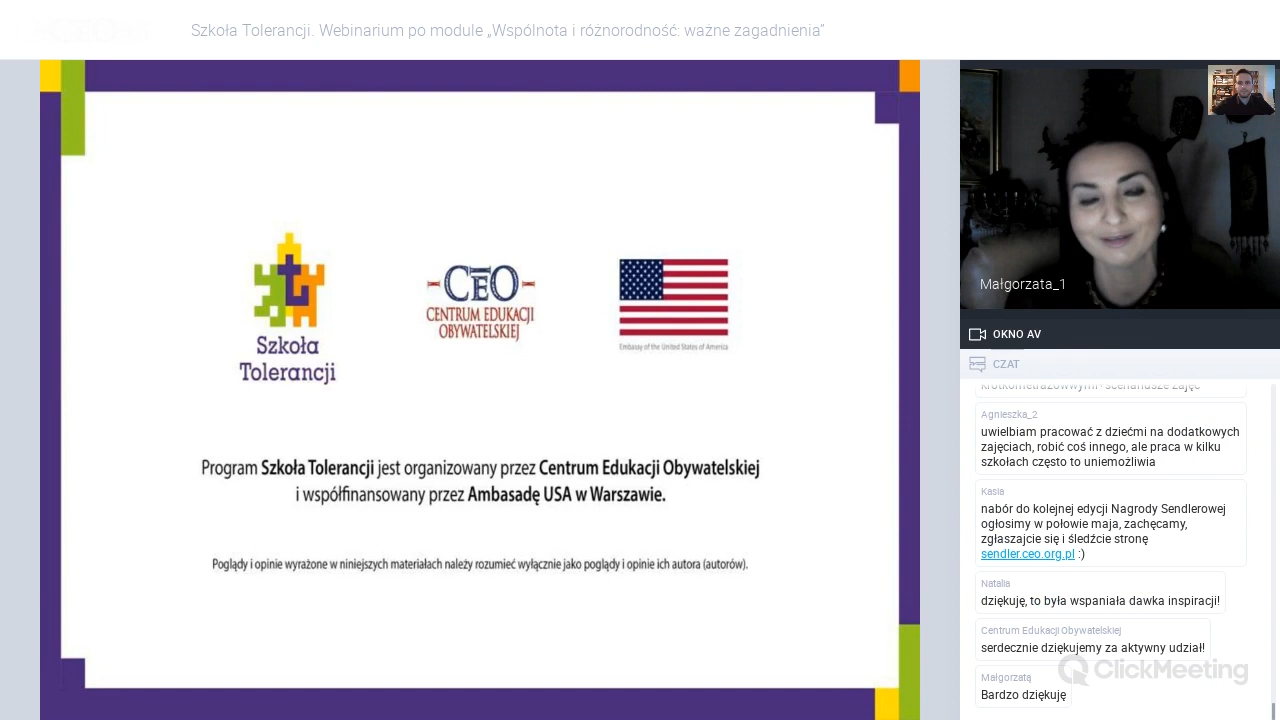 Szkoła Tolerancji. Webinarium po module „Wspólnota i różnorodność: ważne zagadnienia”
Szkoła
Tolerancji
CEO
CENTRUM EDUKACJI
OBYWATELSKIEJ
Embassy of the United States of America
Program Szkoła Tolerancji jest organizowany przez Centrum Edukacji Obywatelskiej
i współfinansowany przez Ambasadę USA w Warszawie.
Poglądy i opinie wyrażone w niniejszych materiałach należy rozumieć wyłącznie jako poglądy i opinie ich autora (autorów).
Małgorzata_1
OKNO AV
CZAT
krótkometrażowwymi · scenariusze zajęć
Agnieszka_2
uwielbiam pracować z dziećmi na dodatkowych
zajęciach, robić coś innego, ale praca w kilku
szkołach często to uniemożliwia
Kasia
nabór do kolejnej edycji Nagrody Sendlerowej
ogłosimy w połowie maja, zachęcamy,
zgłaszajcie się i śledźcie stronę
sendler.ceo.org.pl :)
Natalia
dziękuję, to była wspaniała dawka inspiracji!
Centrum Edukacji Obywatelskiej
serdecznie dziękujemy za aktywny udział!
ClickMeeting
Małgorzatą
Bardzo dziękuję